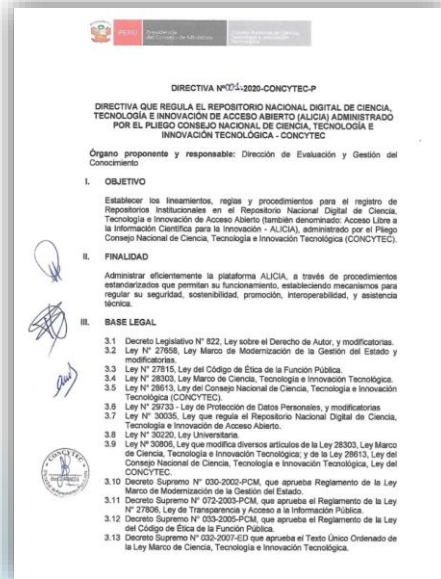 PERÚ
Presidencia
del Consejo de Ministros
DIRECTIVA N°001-2020-CONCYTEC-P
DIRECTIVA QUE REGULA EL REPOSITORIO NACIONAL DIGITAL DE CIENCIA,
TECNOLOGÍA E INNOVACIÓN DE ACCESO ABIERTO (ALICIA) ADMINISTRADO
POR EL PLIEGO CONSEJO NACIONAL DE CIENCIA, TECNOLOGÍA E
INNOVACIÓN TECNOLÓGICA - CONCYTEC
Órgano proponente y responsable: Dirección de Evaluación y Gestión del
Conocimiento
I. OBJETIVO
Establecer los lineamientos, reglas y procedimientos para el registro de
Repositorios Institucionales en el Repositorio Nacional Digital de Ciencia,
Tecnología e Innovación de Acceso Abierto (también denominado, Acceso Libre a
la Información Científica para la Innovación - ALICIA), administrado por el Pliego
Consejo Nacional de Ciencia, Tecnología e Innovación Tecnológica (CONCYTEC).
II. FINALIDAD
Administrar eficientemente la plataforma ALICIA, a través de procedimientos
estandarizados que permitan su funcionamiento, estableciendo mecanismos para
regular su seguridad, sostenibilidad, promoción, interoperabilidad, y asistencia
técnica.
III. BASE LEGAL
3.1 Decreto Legislativo N° 822, Ley sobre el Derecho de Autor, y modificatorias.
3.2 Ley N° 27658, Ley Marco de Modernización de la Gestión del Estado y
modificatorias.
3.3 Ley N° 27815, Ley del Código de Ética de la Función Pública.
3.4 Ley N° 28303, Ley Marco de Ciencia, Tecnología e Innovación Tecnológica.
3.5 Ley N° 28613, Ley del Consejo Nacional de Ciencia, Tecnología e Innovación
Tecnológica (CONCYTEC).
3.6 Ley N° 29733 - Ley de Protección de Datos Personales, y modificatorias
3.7 Ley N° 30035, Ley que regula el Repositorio Nacional Digital de Ciencia,
Tecnología e Innovación de Acceso Abierto.
3.8 Ley N° 30220, Ley Universitaria.
3.9 Ley N° 30806, Ley que modifica diversos artículos de la Ley 28303, Ley Marco
de Ciencia, Tecnología e Innovación Tecnológica; y de la Ley 28613, Ley del
Consejo Nacional de Ciencia, Tecnología e Innovación Tecnológica, Ley del
CONCYTEC.
3.10 Decreto Supremo N° 030-2002-PCM, que aprueba Reglamento de la Ley
Marco de Modernización de la Gestión del Estado.
3.11 Decreto Supremo N° 072-2003-PCM, que aprueba el Reglamento de la Ley
N° 27806, Ley de Transparencia y Acceso a la Información Pública.
3.12 Decreto Supremo N° 033-2005-PCM, que aprueba el Reglamento de la Ley
del Código de Ética de la Función Pública.
3.13 Decreto Supremo N° 032-2007-ED que aprueba el Texto Único Ordenado de
la Ley Marco de Ciencia, Tecnología e Innovación Tecnológica.
CONCYTEC